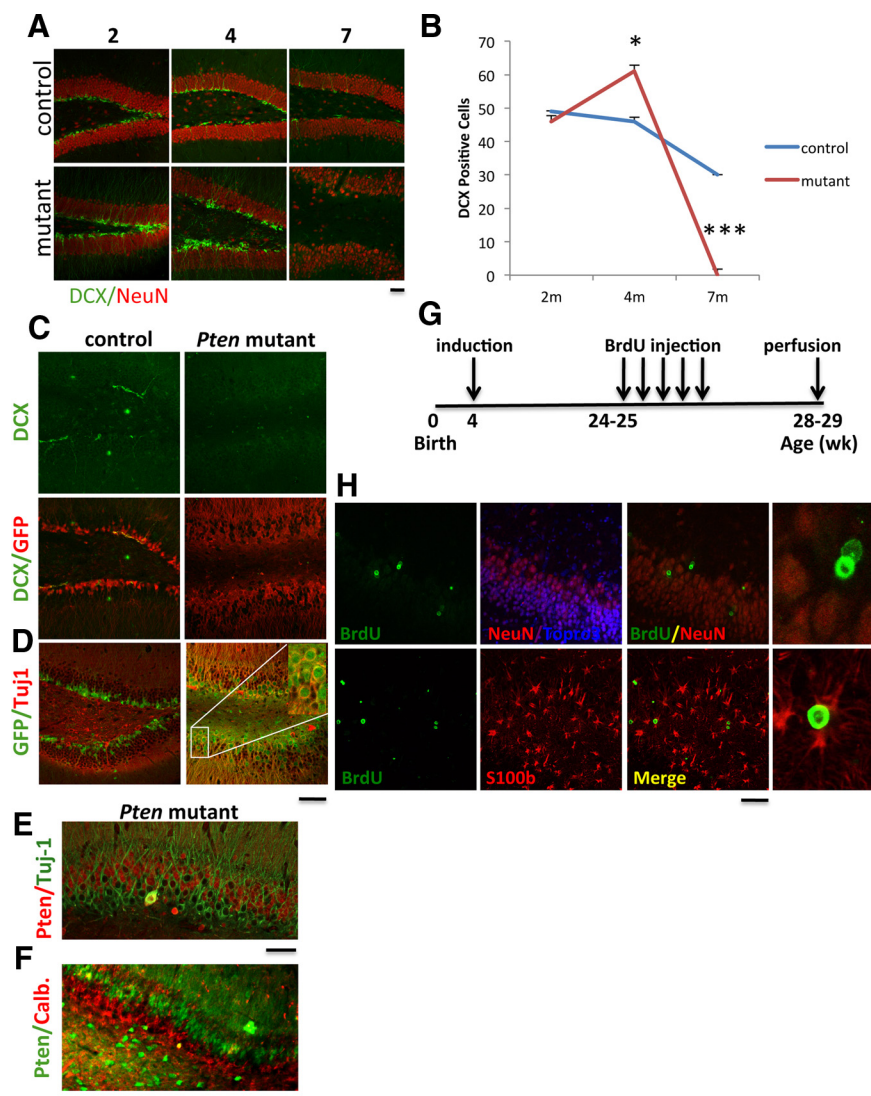 A
2 4 7
control
mutant
DCX/NeuN
B
70
60
50
40
30
20
10
0
DCX Positive Cells
*
***
2m 4m 7m
control
mutant
C
control Pten mutant
DCX
DCX/GFP
D
GFP/Tuj1
Pten mutant
E
Pten/Tuj-1
F
Pten/Calb.
G
induction BrdU injection perfusion
0 4 24-25 28-29
Birth Age (wk)
H
BrdU NeuN/Topro3 BrdU/NeuN
BrdU S100b Merge